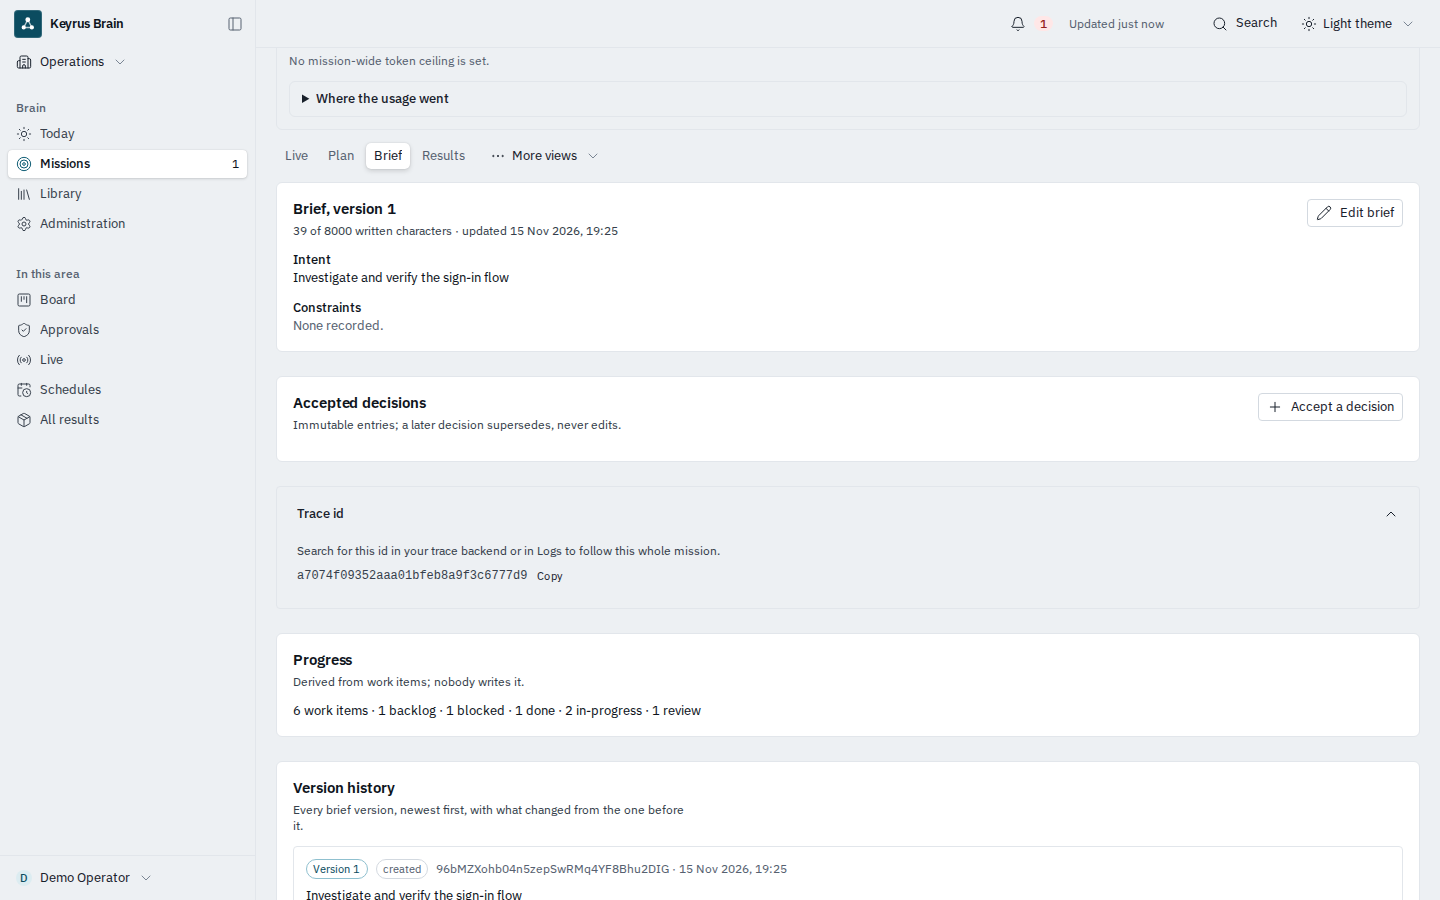 Keyrus Brain
Operations
Brain
Today
Missions 1
Library
Administration
In this area
Board
Approvals
Live
Schedules
All results
Demo Operator
1 Updated just now Search Light theme
No mission-wide token ceiling is set.
Where the usage went
Live Plan Brief Results More views
Brief, version 1
Edit brief
39 of 8000 written characters · updated 15 Nov 2026, 19:25
Intent
Investigate and verify the sign-in flow
Constraints
None recorded.
Accepted decisions
Accept a decision
Immutable entries; a later decision supersedes, never edits.
Trace id
Search for this id in your trace backend or in Logs to follow this whole mission.
a7074f09352aaa01bfeb8a9f3c6777d9 Copy
Progress
Derived from work items; nobody writes it.
6 work items · 1 backlog · 1 blocked · 1 done · 2 in-progress · 1 review
Version history
Every brief version, newest first, with what changed from the one before
it.
Version 1 created 96bMZXohb04n5zepSwRMq4YF8Bhu2DIG · 15 Nov 2026, 19:25
Investigate and verify the sign-in flow